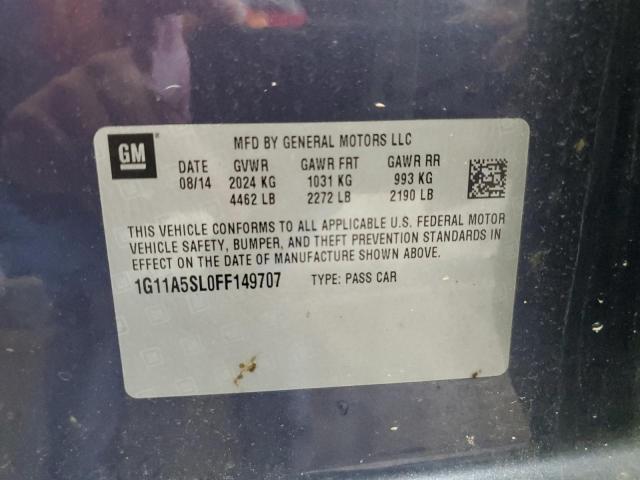 GM
MFD BY GENERAL MOTORS LLC
DATE GVWR GAWR FRT GAWR RR
08/14 2024 KG 1031 KG 993 KG
4462 LB 2272 LB 2190 LB
THIS VEHICLE CONFORMS TO ALL APPLICABLE U.S. FEDERAL MOTOR
VEHICLE SAFETY, BUMPER, AND THEFT PREVENTION STANDARDS IN
EFFECT ON THE DATE OF MANUFACTURE SHOWN ABOVE.
1G11A5SL0FF149707 TYPE: PASS CAR